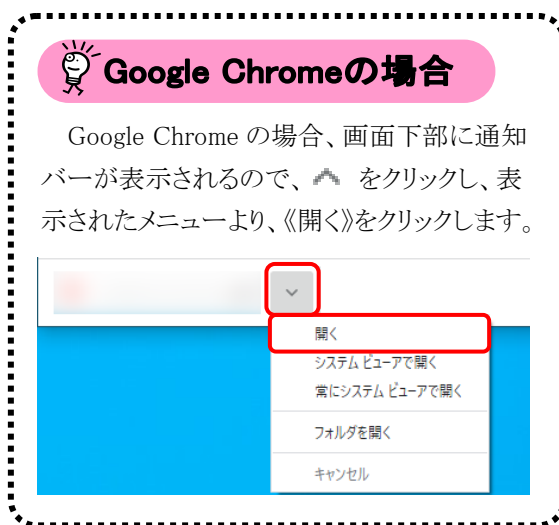 Google Chromeの場合
Google Chrome の場合、画面下部に通知
バーが表示されるので、 をクリックし、表
示されたメニューより、《開く》をクリックします。
開く
システム ビューアで開く
常にシステム ビューアで開く
フォルダを開く
キャンセル